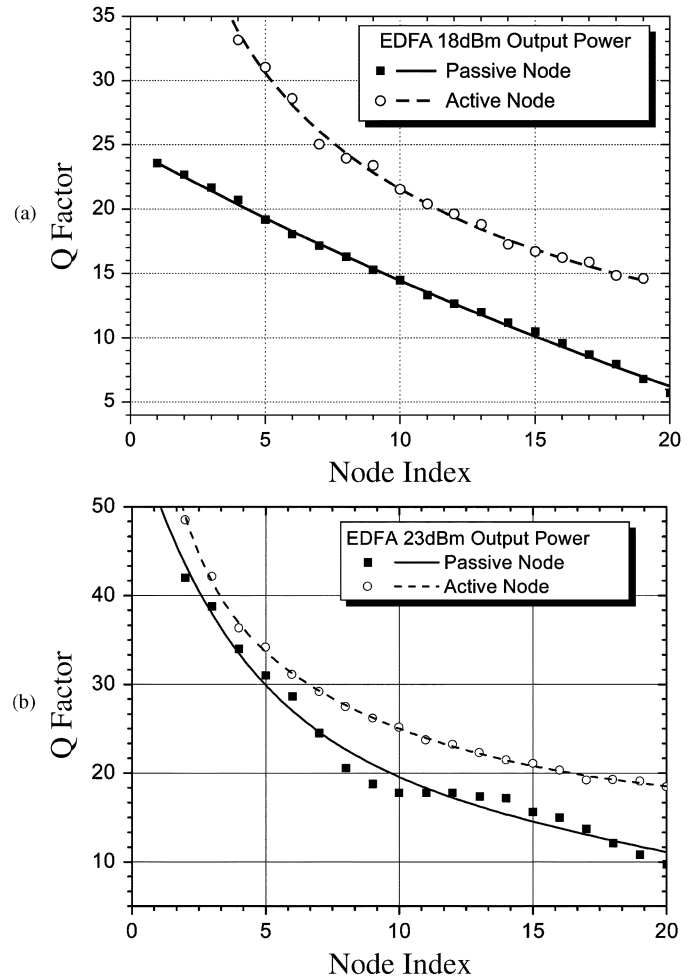 (a)
Q Factor
35
30
25
20
15
10
5
EDFA 18dBm Output Power
Passive Node
Active Node
0 5 10 15 20
Node Index
(b)
Q Factor
50
40
30
20
10
EDFA 23dBm Output Power
Passive Node
Active Node
0 5 10 15 20
Node Index